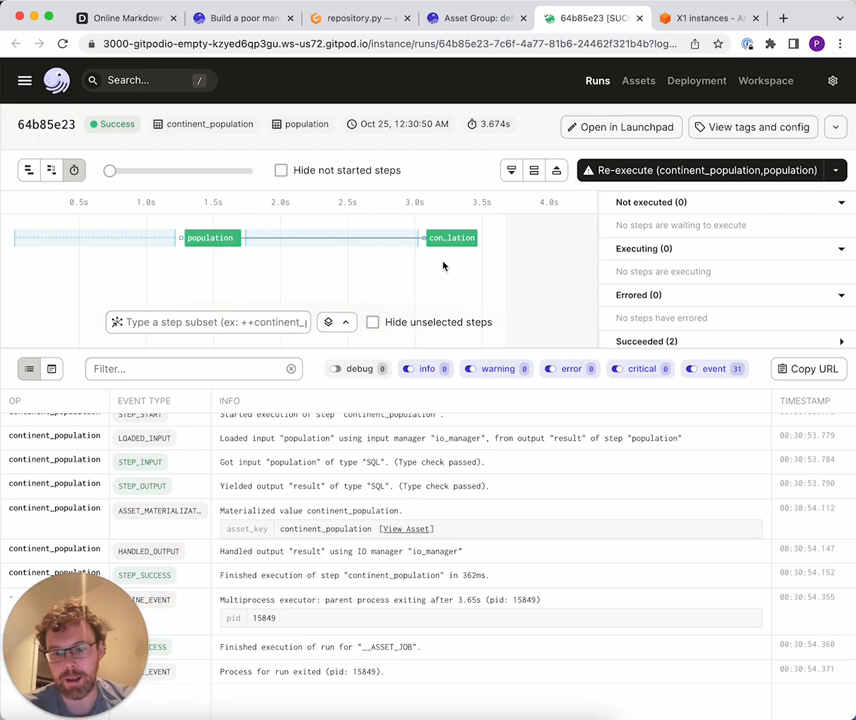 Online Markdown
Build a poor man
repository.py — e
Asset Group: def
64b85e23 [SUC
X1 instances - A
3000-gitpodio-empty-kzyed6qp3gu.ws-us72.gitpod.io/instance/runs/64b85e23-7c6f-4a77-81b6-24462f321b4b?log...
P
Search...
/
Runs
Assets
Deployment
Workspace
64b85e23
Success
continent_population
population
Oct 25, 12:30:50 AM
3.674s
Open in Launchpad
View tags and config
Hide not started steps
Re-execute (continent_population,population)
0.5s
1.0s
1.5s
2.0s
2.5s
3.0s
3.5s
4.0s
population
con…lation
Not executed (0)
No steps are waiting to execute
Executing (0)
No steps are executing
Errored (0)
No steps have errored
Succeeded (2)
Type a step subset (ex: ++continent_p
Hide unselected steps
Filter...
debug 0
info 0
warning 0
error 0
critical 0
event 31
Copy URL
OP
EVENT TYPE
INFO
TIMESTAMP
continent_population
STEP_START
Started execution of step "continent_population".
continent_population
LOADED_INPUT
Loaded input "population" using input manager "io_manager", from output "result" of step "population"
00:30:53.779
continent_population
STEP_INPUT
Got input "population" of type "SQL". (Type check passed).
00:30:53.784
continent_population
STEP_OUTPUT
Yielded output "result" of type "SQL". (Type check passed).
00:30:53.790
continent_population
ASSET_MATERIALIZAT…
Materialized value continent_population.
00:30:54.112
asset_key
continent_population [View Asset]
continent_population
HANDLED_OUTPUT
Handled output "result" using IO manager "io_manager"
00:30:54.147
continent_population
STEP_SUCCESS
Finished execution of step "continent_population" in 362ms.
00:30:54.152
INE_EVENT
Multiprocess executor: parent process exiting after 3.65s (pid: 15849)
00:30:54.355
pid
15849
CESS
Finished execution of run for "__ASSET_JOB".
00:30:54.360
E_EVENT
Process for run exited (pid: 15849).
00:30:54.371